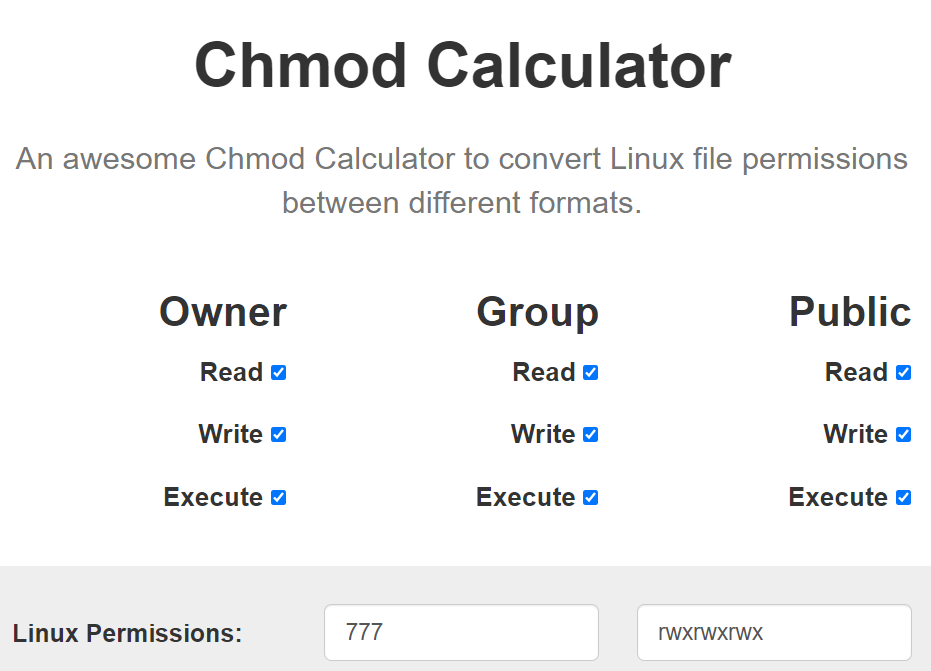 Chmod Calculator
An awesome Chmod Calculator to convert Linux file permissions
between different formats.
Owner Group Public
Read Read Read
Write Write Write
Execute Execute Execute
Linux Permissions: 777 rwxrwxrwx